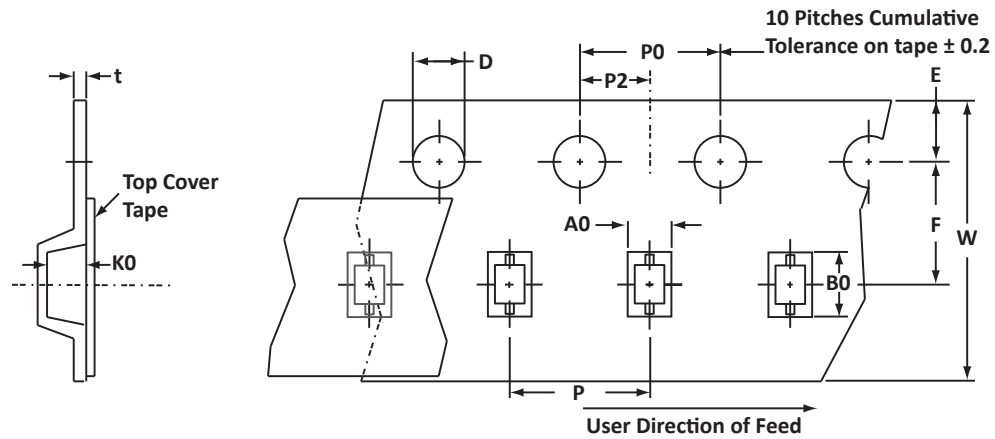 10 Pitches Cumulative
Tolerance on tape ± 0.2
P0
D
P2
E
t
Top Cover
Tape
A0
F
W
K0
B0
P
User Direction of Feed